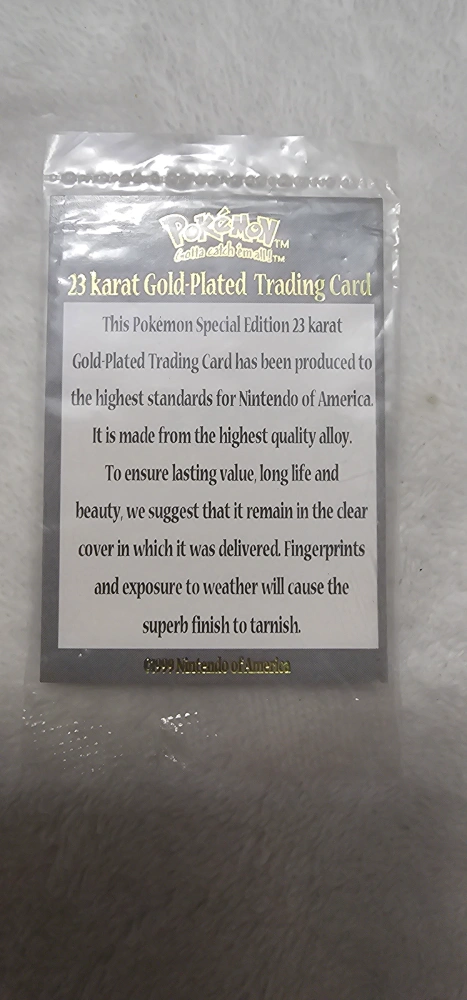 POKéMON™
Gotta catch 'em all!™
23 karat Gold-Plated Trading Card
This Pokémon Special Edition 23 karat
Gold-Plated Trading Card has been produced to
the highest standards for Nintendo of America.
It is made from the highest quality alloy.
To ensure lasting value, long life and
beauty, we suggest that it remain in the clear
cover in which it was delivered. Fingerprints
and exposure to weather will cause the
superb finish to tarnish.
©1999 Nintendo of America